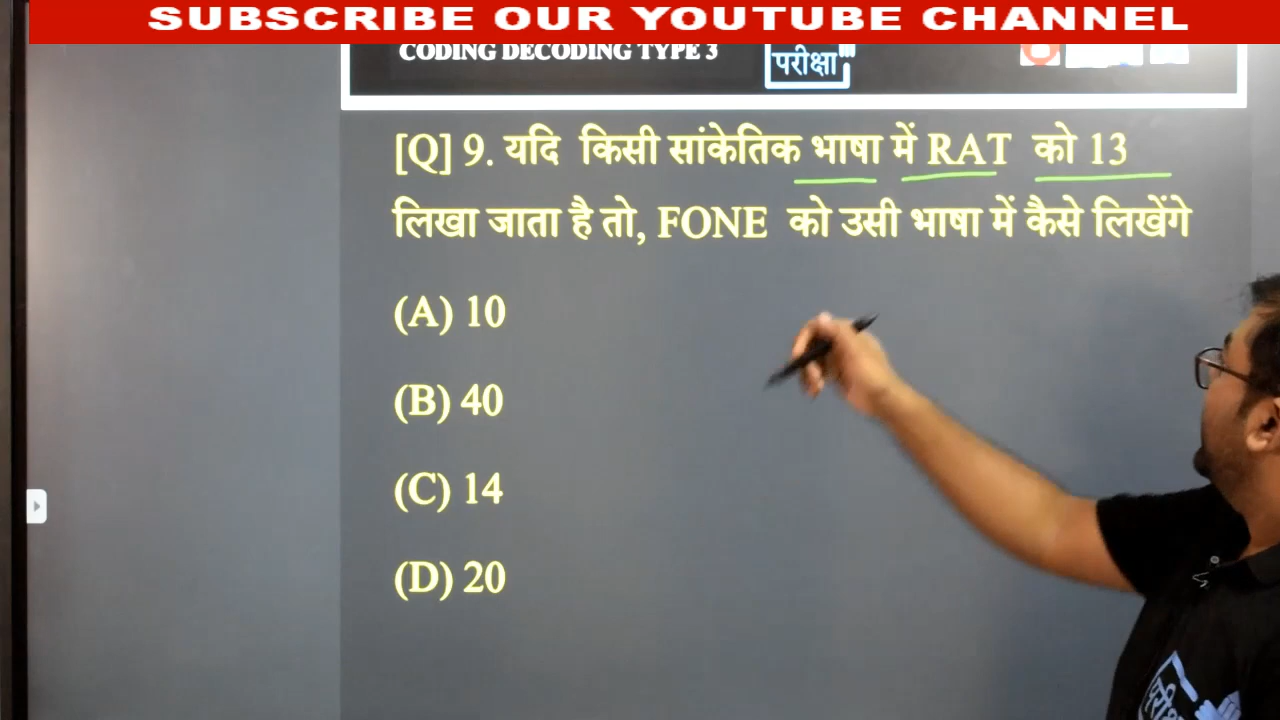 SUBSCRIBE OUR YOUTUBE CHANNEL
CODING DECODING TYPE 3
परीक्षा
[Q] 9. यदि किसी सांकेतिक भाषा में RAT को 13
लिखा जाता है तो, FONE को उसी भाषा में कैसे लिखेंगे
(A) 10
(B) 40
(C) 14
(D) 20
परीक्षा